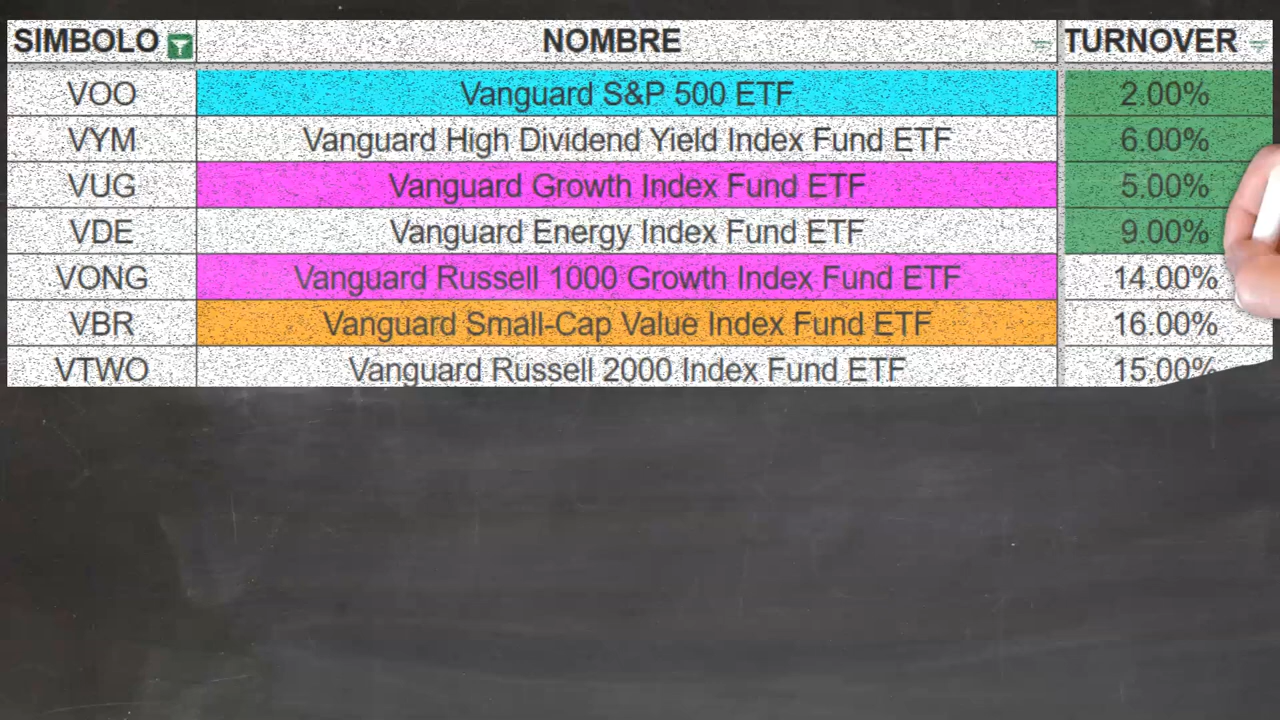 SIMBOLO NOMBRE TURNOVER
VOO Vanguard S&P 500 ETF 2.00%
VYM Vanguard High Dividend Yield Index Fund ETF 6.00%
VUG Vanguard Growth Index Fund ETF 5.00%
VDE Vanguard Energy Index Fund ETF 9.00%
VONG Vanguard Russell 1000 Growth Index Fund ETF 14.00%
VBR Vanguard Small-Cap Value Index Fund ETF 16.00%
VTWO Vanguard Russell 2000 Index Fund ETF 15.00%